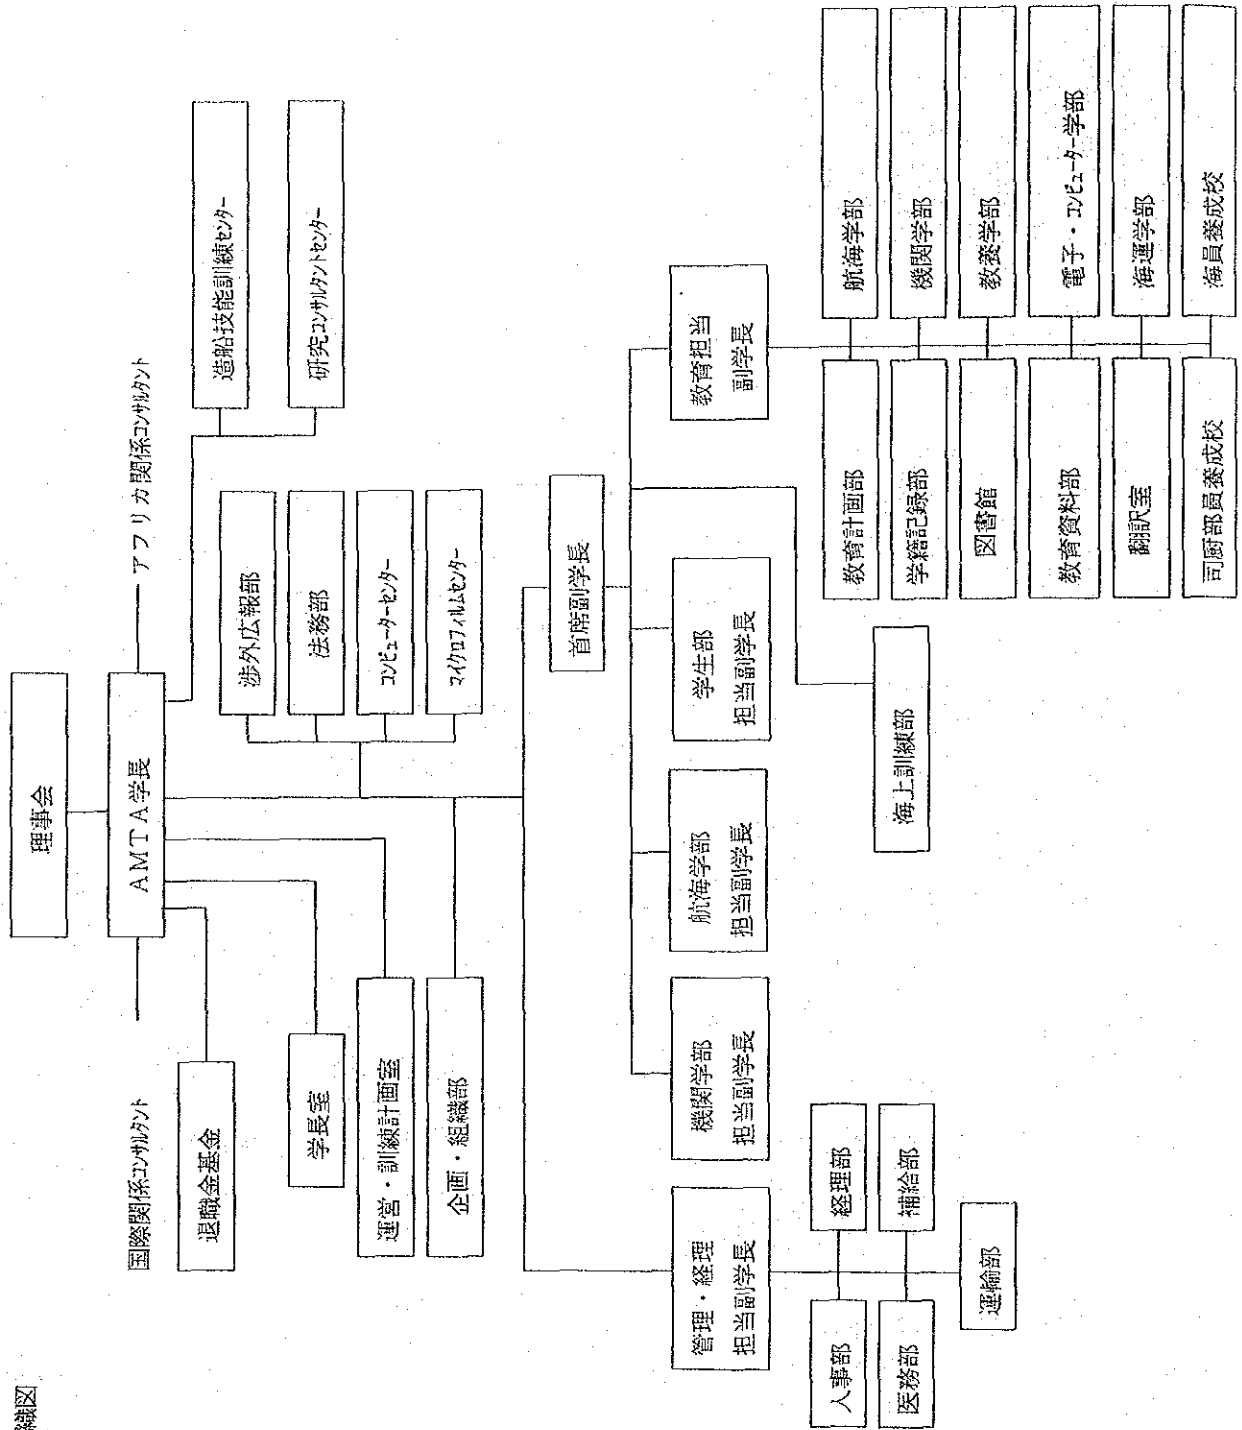 織図
理事会
AMTA学長
国際関係コンサルタント
アフリカ関係コンサルタント
退職金基金
造船技能訓練センター
学長室
研究コンサルタントセンター
運営・訓練計画室
企画・組織部
渉外広報部
法務部
コンピューターセンター
マイクロフィルムセンター
首席副学長
管理・経理
担当副学長
機関学部
担当副学長
航海学部
担当副学長
学生部
担当副学長
教育担当
副学長
人事部
経理部
医務部
補給部
運輸部
海上訓練部
教育計画部
航海学部
学籍記録部
機関学部
図書館
教養学部
教育資料部
電子・コンピューター学部
翻訳室
海運学部
司厨部員養成校
海員養成校